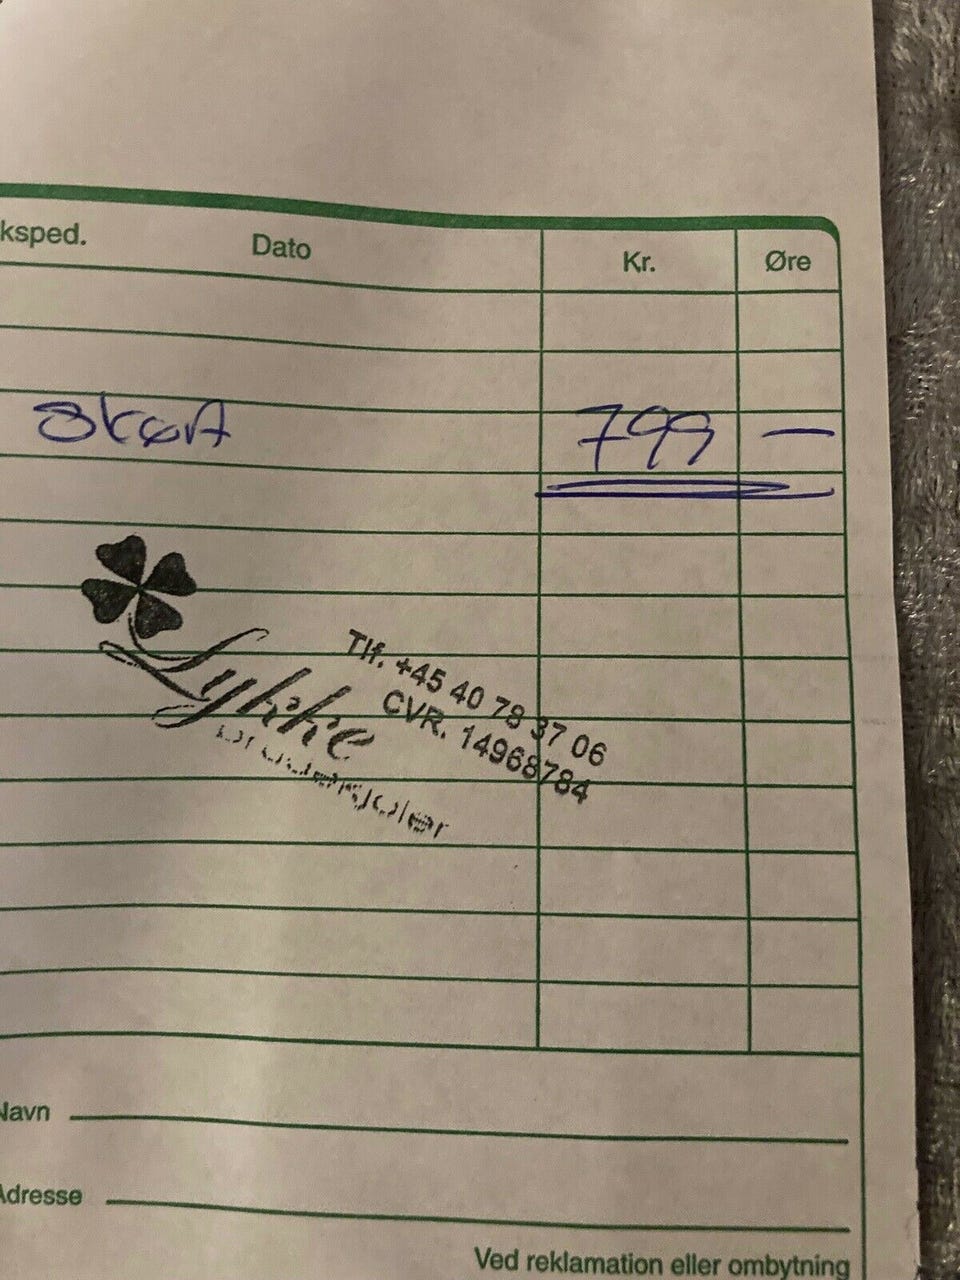 ksped. Dato Kr. Øre
Skørt 799 —
Lykke
brudekjoler
Tlf. +45 40 78 37 06
CVR. 14968784
Navn
Adresse
Ved reklamation eller ombytning